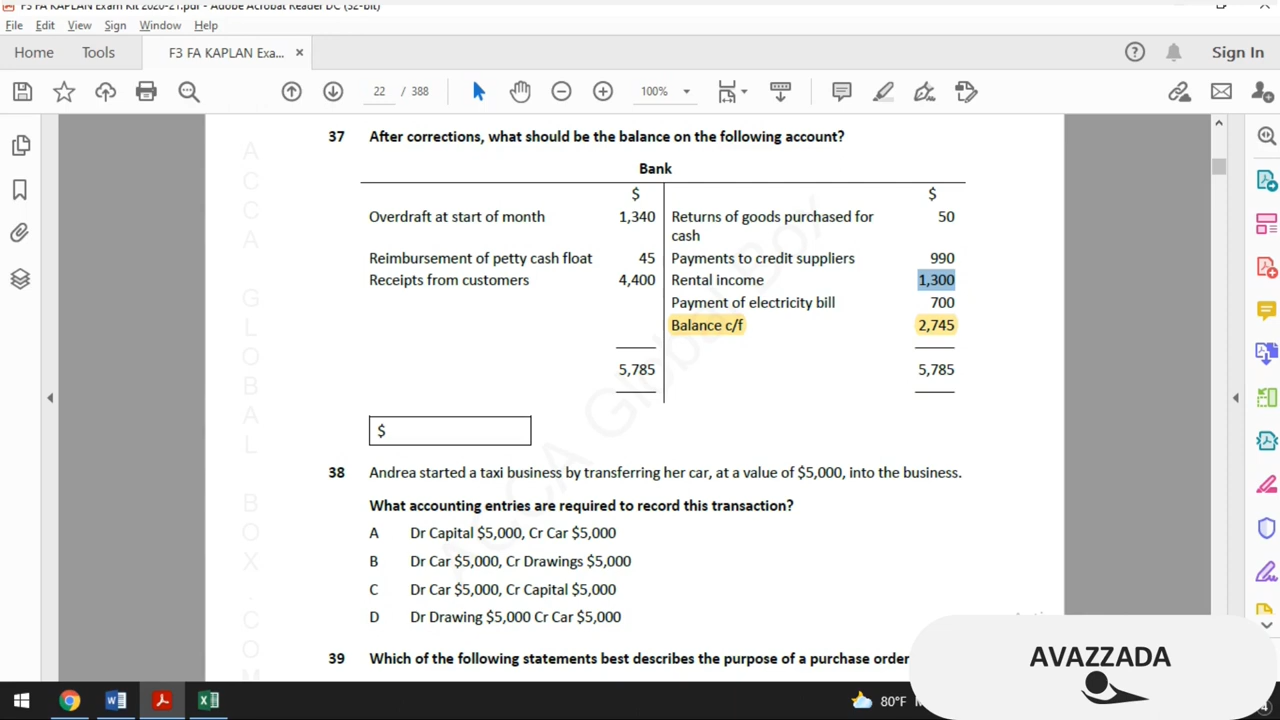 F3 FA KAPLAN Exam Kit 2020-21.pdf - Adobe Acrobat Reader DC (32-bit)
File Edit View Sign Window Help
Home Tools F3 FA KAPLAN Exa... × Sign In
22 / 388 100%
37 After corrections, what should be the balance on the following account?
Bank
$ $
Overdraft at start of month 1,340 Returns of goods purchased for 50
cash
Reimbursement of petty cash float 45 Payments to credit suppliers 990
Receipts from customers 4,400 Rental income 1,300
Payment of electricity bill 700
Balance c/f 2,745
5,785 5,785
$
38 Andrea started a taxi business by transferring her car, at a value of $5,000, into the business.
What accounting entries are required to record this transaction?
A Dr Capital $5,000, Cr Car $5,000
B Dr Car $5,000, Cr Drawings $5,000
C Dr Car $5,000, Cr Capital $5,000
D Dr Drawing $5,000 Cr Car $5,000
39 Which of the following statements best describes the purpose of a purchase order
ACCA GLOBAL BOX.COM
ACCA Global Box
AVAZZADA
80°F